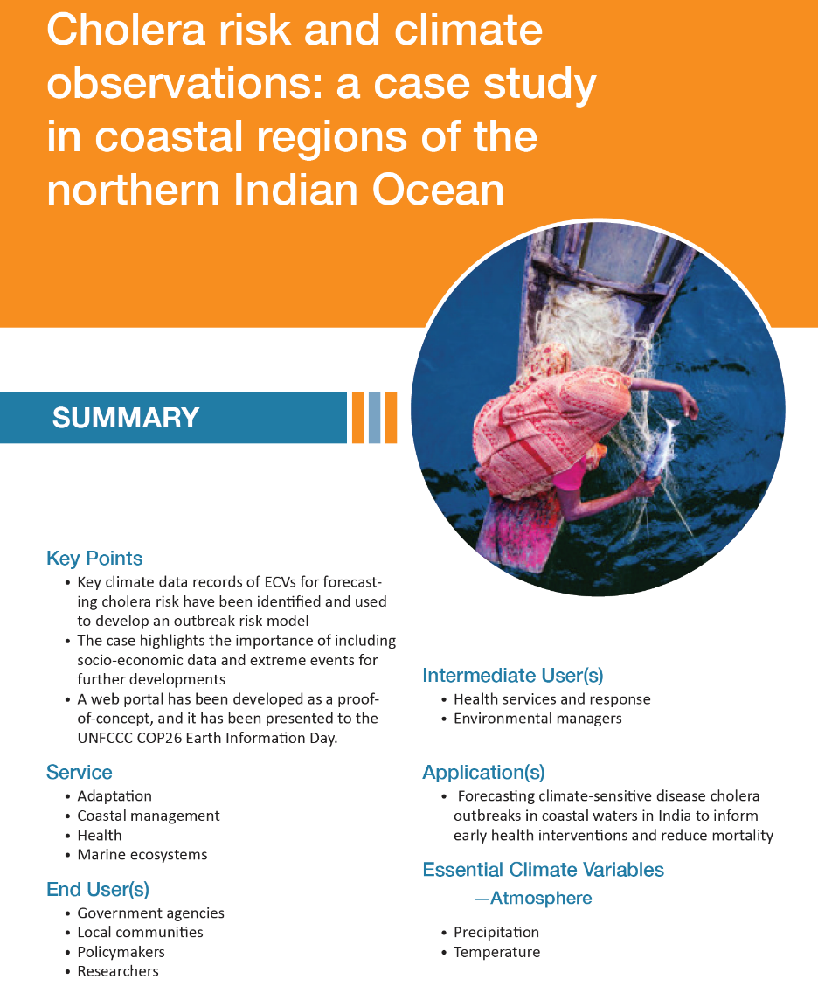 Cholera risk and climate
observations: a case study
in coastal regions of the
northern Indian Ocean
SUMMARY
Key Points
• Key climate data records of ECVs for forecast-
ing cholera risk have been identified and used
to develop an outbreak risk model
• The case highlights the importance of including
socio-economic data and extreme events for
further developments
• A web portal has been developed as a proof-
of-concept, and it has been presented to the
UNFCCC COP26 Earth Information Day.
Service
• Adaptation
• Coastal management
• Health
• Marine ecosystems
End User(s)
• Government agencies
• Local communities
• Policymakers
• Researchers
Intermediate User(s)
• Health services and response
• Environmental managers
Application(s)
• Forecasting climate-sensitive disease cholera
outbreaks in coastal waters in India to inform
early health interventions and reduce mortality
Essential Climate Variables
—Atmosphere
• Precipitation
• Temperature